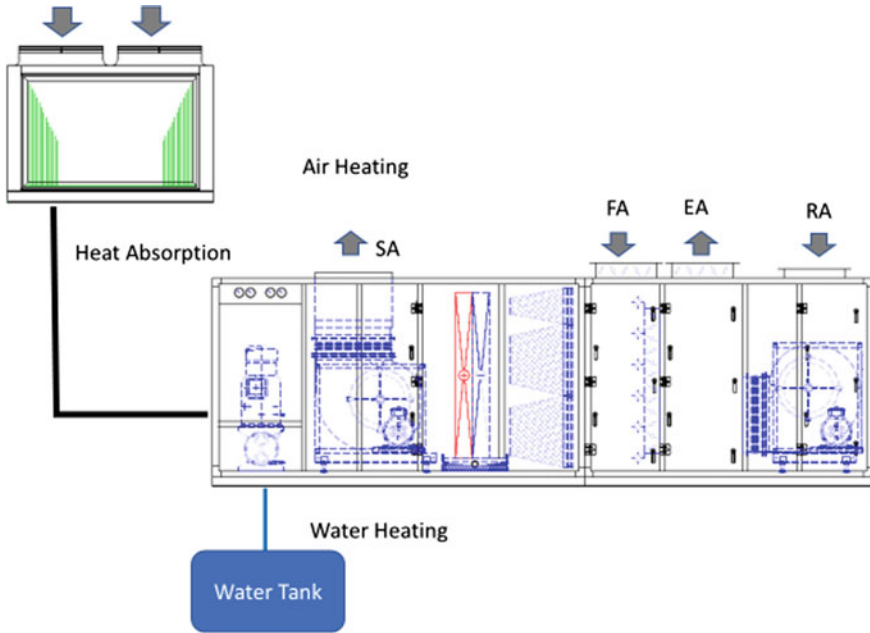 Air Heating
FA
EA
RA
Heat Absorption
SA
Water Heating
Water Tank